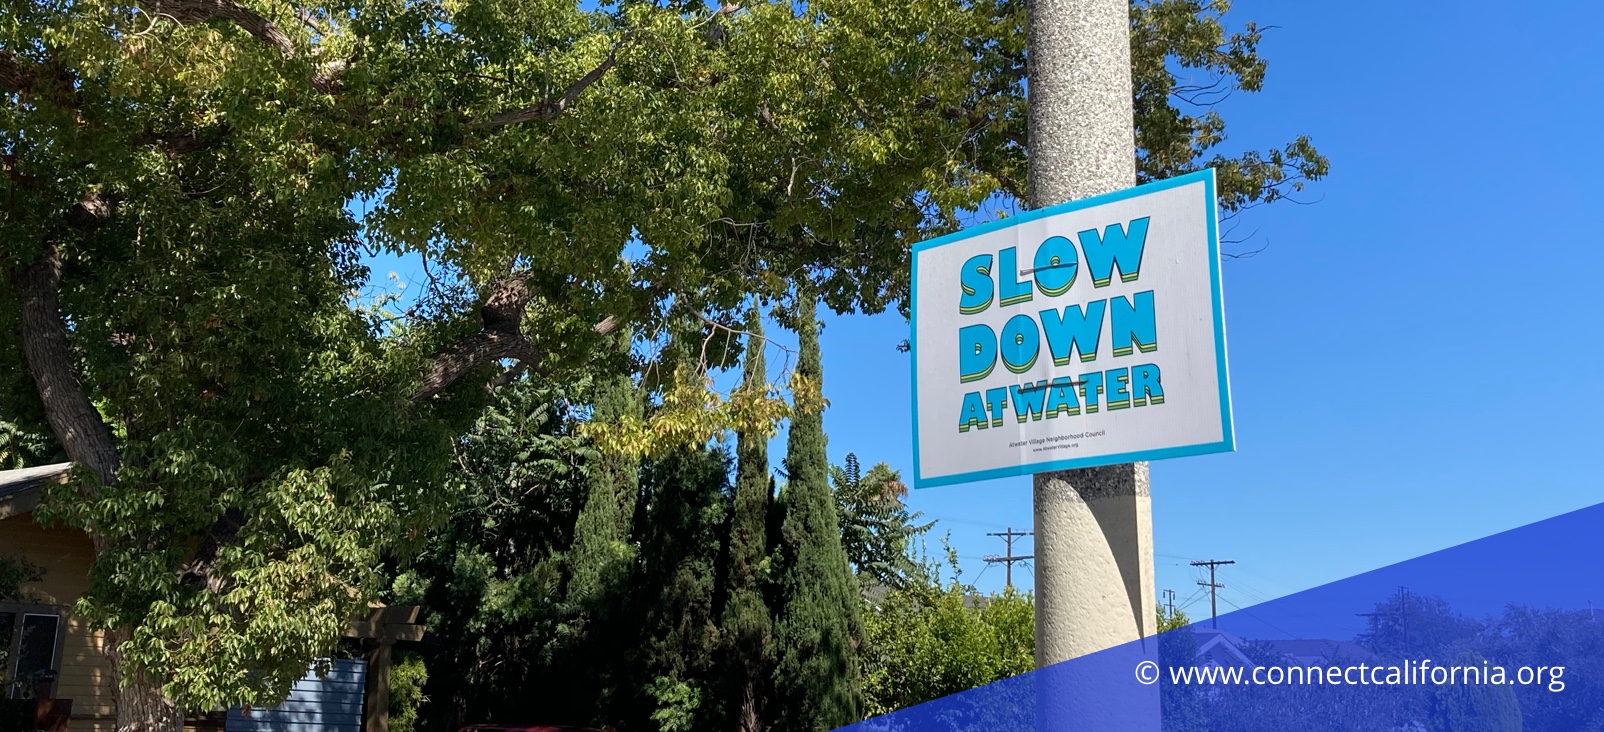 SLOW
DOWN
ATWATER
Atwater Village Neighborhood Council
www.AtwaterVillage.org
© www.connectcalifornia.org